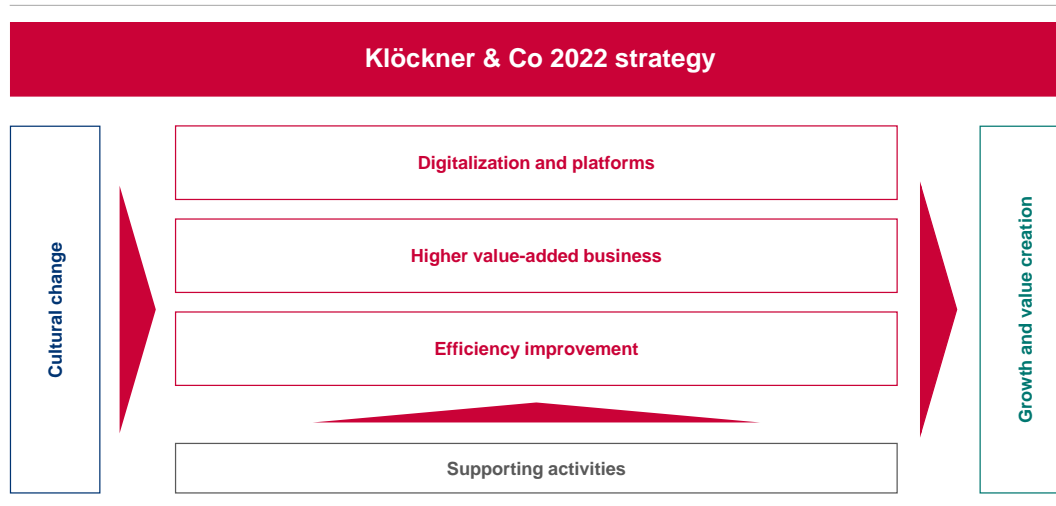 Klöckner & Co 2022 strategy
Cultural change
Digitalization and platforms
Higher value-added business
Efficiency improvement
Supporting activities
Growth and value creation